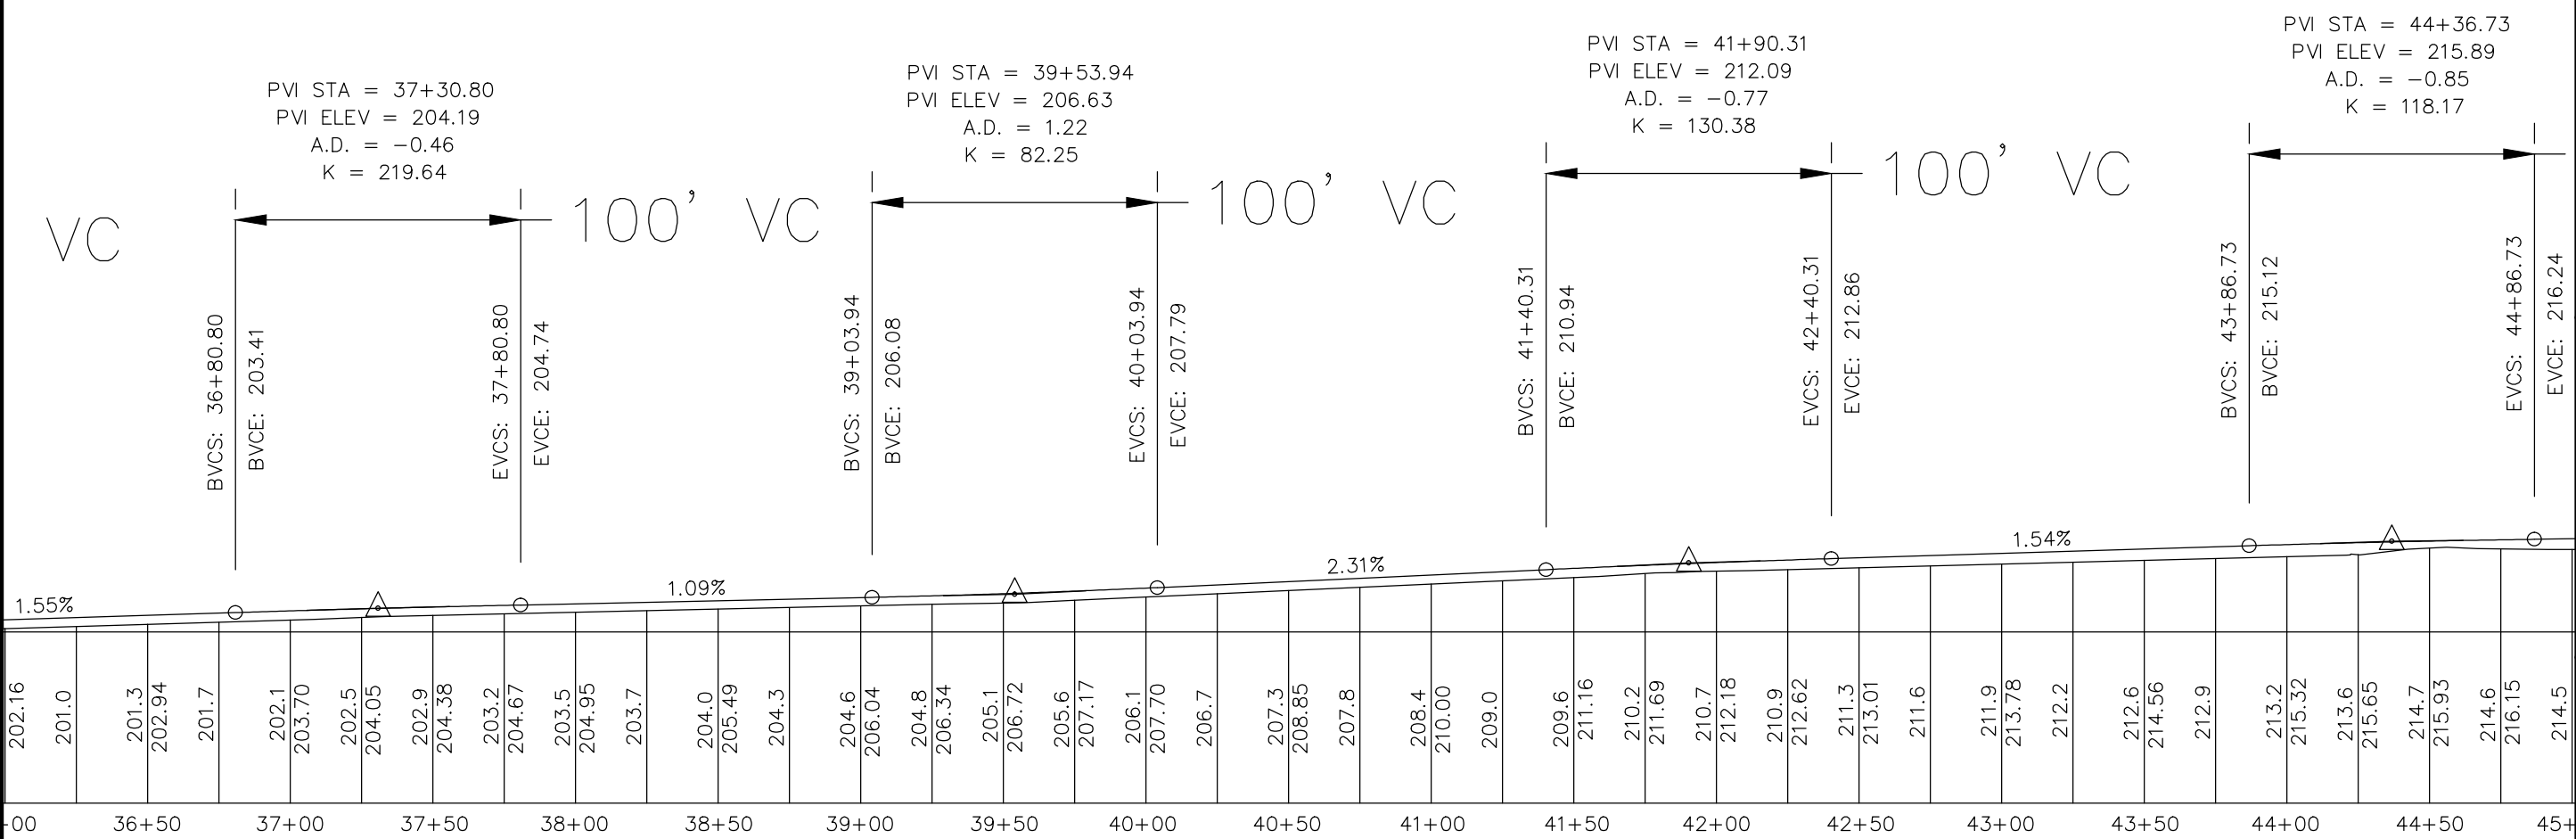 PVI STA = 37+30.80
PVI ELEV = 204.19
A.D. = -0.46
K = 219.64
PVI STA = 39+53.94
PVI ELEV = 206.63
A.D. = 1.22
K = 82.25
PVI STA = 41+90.31
PVI ELEV = 212.09
A.D. = -0.77
K = 130.38
PVI STA = 44+36.73
PVI ELEV = 215.89
A.D. = -0.85
K = 118.17
VC
100' VC
100' VC
100' VC
BVCS: 36+80.80
BVCE: 203.41
EVCS: 37+80.80
EVCE: 204.74
BVCS: 39+03.94
BVCE: 206.08
EVCS: 40+03.94
EVCE: 207.79
BVCS: 41+40.31
BVCE: 210.94
EVCS: 42+40.31
EVCE: 212.86
BVCS: 43+86.73
BVCE: 215.12
EVCS: 44+86.73
EVCE: 216.24
1.55%
1.09%
2.31%
1.54%
202.16
201.0
201.3
202.94
201.7
202.1
203.70
202.5
204.05
202.9
204.38
203.2
204.67
203.5
204.95
203.7
204.0
205.49
204.3
204.6
206.04
204.8
206.34
205.1
206.72
205.6
207.17
206.1
207.70
206.7
207.3
208.85
207.8
208.4
210.00
209.0
209.6
211.16
210.2
211.69
210.7
212.18
210.9
212.62
211.3
213.01
211.6
211.9
213.78
212.2
212.6
214.56
212.9
213.2
215.32
213.6
215.65
214.7
215.93
214.6
216.15
214.5
-00 36+50 37+00 37+50 38+00 38+50 39+00 39+50 40+00 40+50 41+00 41+50 42+00 42+50 43+00 43+50 44+00 44+50 45+